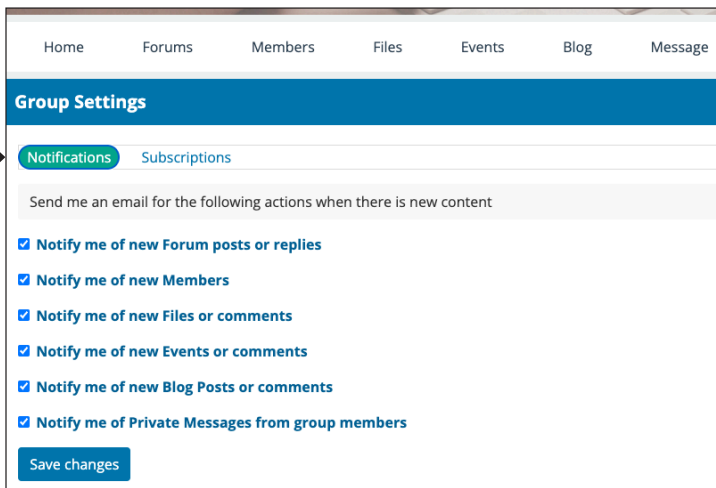 Home Forums Members Files Events Blog Message
Group Settings
Notifications Subscriptions
Send me an email for the following actions when there is new content
Notify me of new Forum posts or replies
Notify me of new Members
Notify me of new Files or comments
Notify me of new Events or comments
Notify me of new Blog Posts or comments
Notify me of Private Messages from group members
Save changes